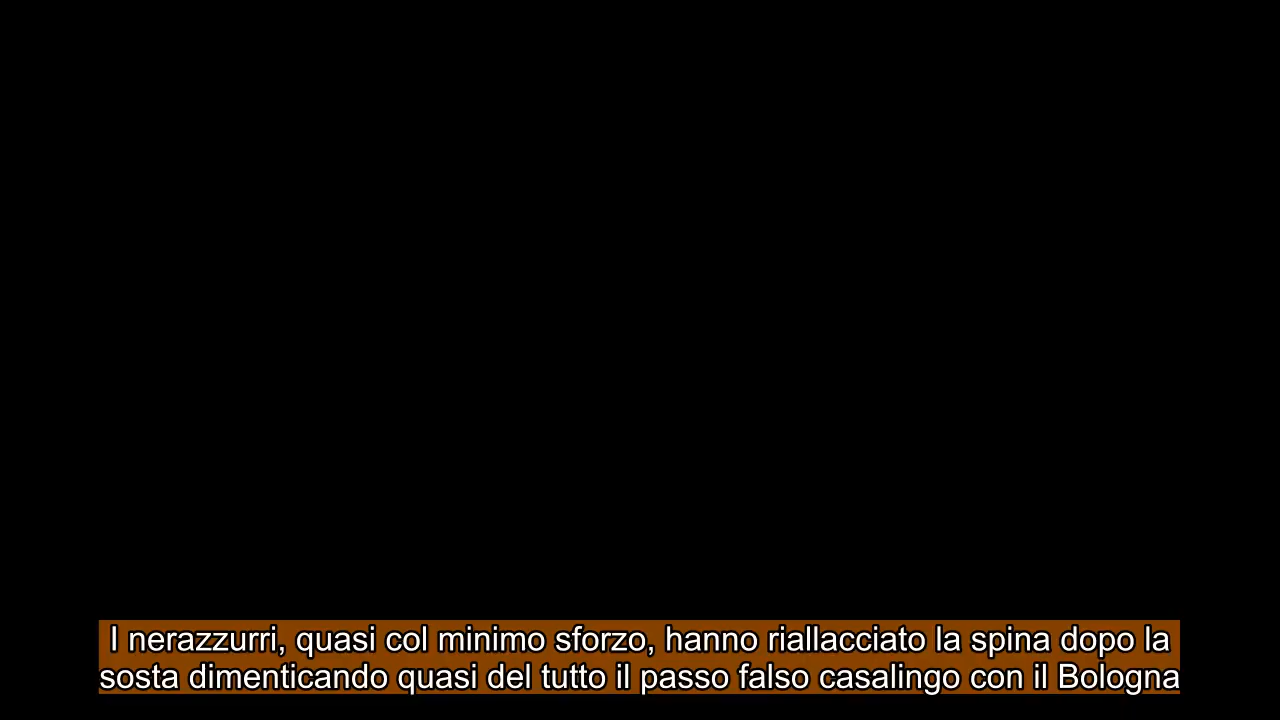 I nerazzurri, quasi col minimo sforzo, hanno riallacciato la spina dopo la
sosta dimenticando quasi del tutto il passo falso casalingo con il Bologna